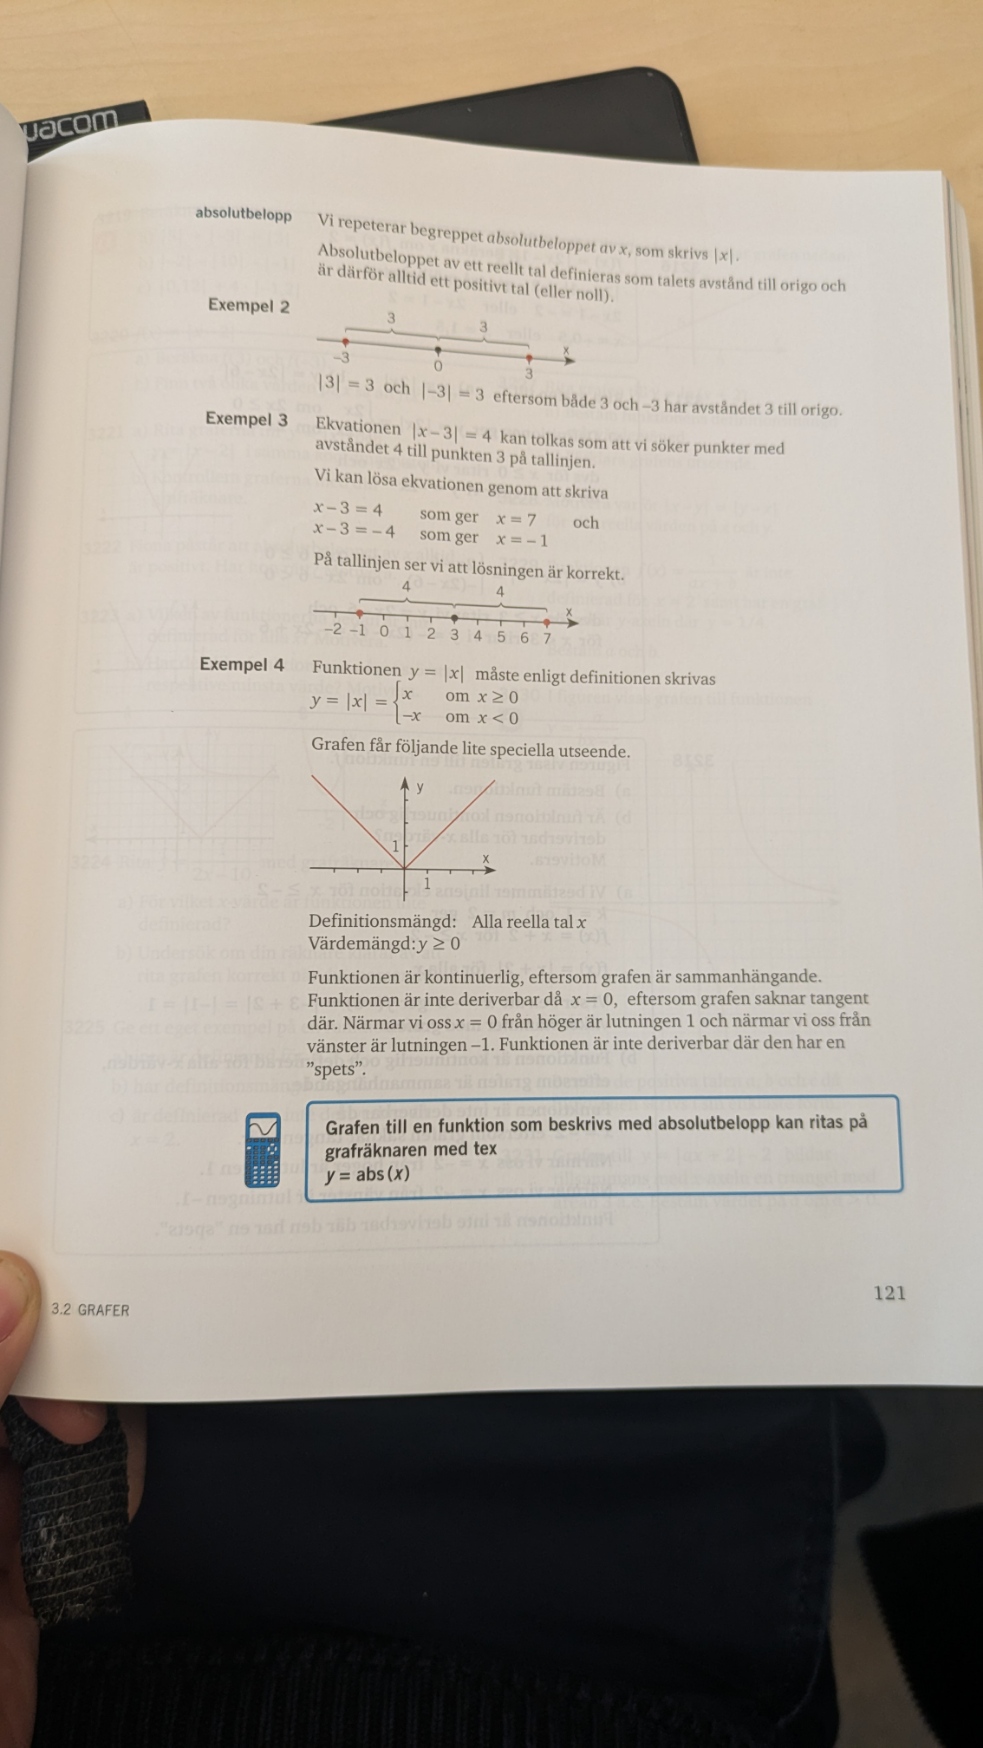 wacom
absolutbelopp
Vi repeterar begreppet absolutbeloppet av x, som skrivs |x|.
Absolutbeloppet av ett reellt tal definieras som talets avstånd till origo och
är därför alltid ett positivt tal (eller noll).
Exempel 2
3 3
x
–3 0 3
|3| = 3 och |–3| = 3 eftersom både 3 och –3 har avståndet 3 till origo.
Exempel 3
Ekvationen |x – 3| = 4 kan tolkas som att vi söker punkter med
avståndet 4 till punkten 3 på tallinjen.
Vi kan lösa ekvationen genom att skriva
x – 3 = 4 som ger x = 7 och
x – 3 = – 4 som ger x = – 1
På tallinjen ser vi att lösningen är korrekt.
4 4
x
–2 –1 0 1 2 3 4 5 6 7
Exempel 4
Funktionen y = |x| måste enligt definitionen skrivas
y = |x| = { x om x ≥ 0
–x om x < 0
Grafen får följande lite speciella utseende.
y
1
x
1
Definitionsmängd: Alla reella tal x
Värdemängd: y ≥ 0
Funktionen är kontinuerlig, eftersom grafen är sammanhängande.
Funktionen är inte deriverbar då x = 0, eftersom grafen saknar tangent
där. Närmar vi oss x = 0 från höger är lutningen 1 och närmar vi oss från
vänster är lutningen –1. Funktionen är inte deriverbar där den har en
”spets”.
Grafen till en funktion som beskrivs med absolutbelopp kan ritas på
grafräknaren med tex
y = abs (x)
3.2 GRAFER
121